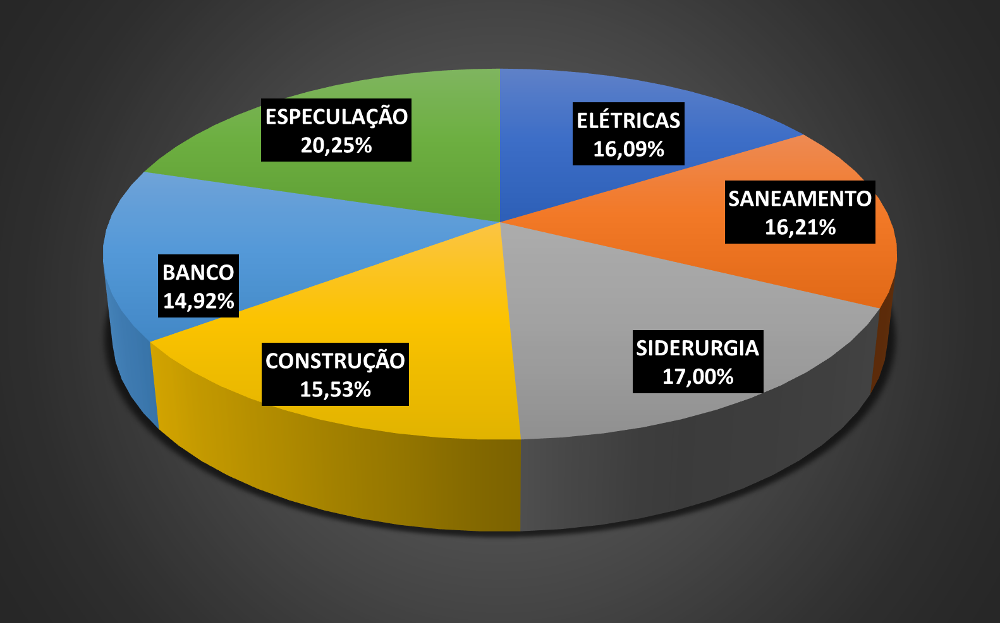 ESPECULAÇÃO
20,25%
ELÉTRICAS
16,09%
SANEAMENTO
16,21%
BANCO
14,92%
CONSTRUÇÃO
15,53%
SIDERURGIA
17,00%